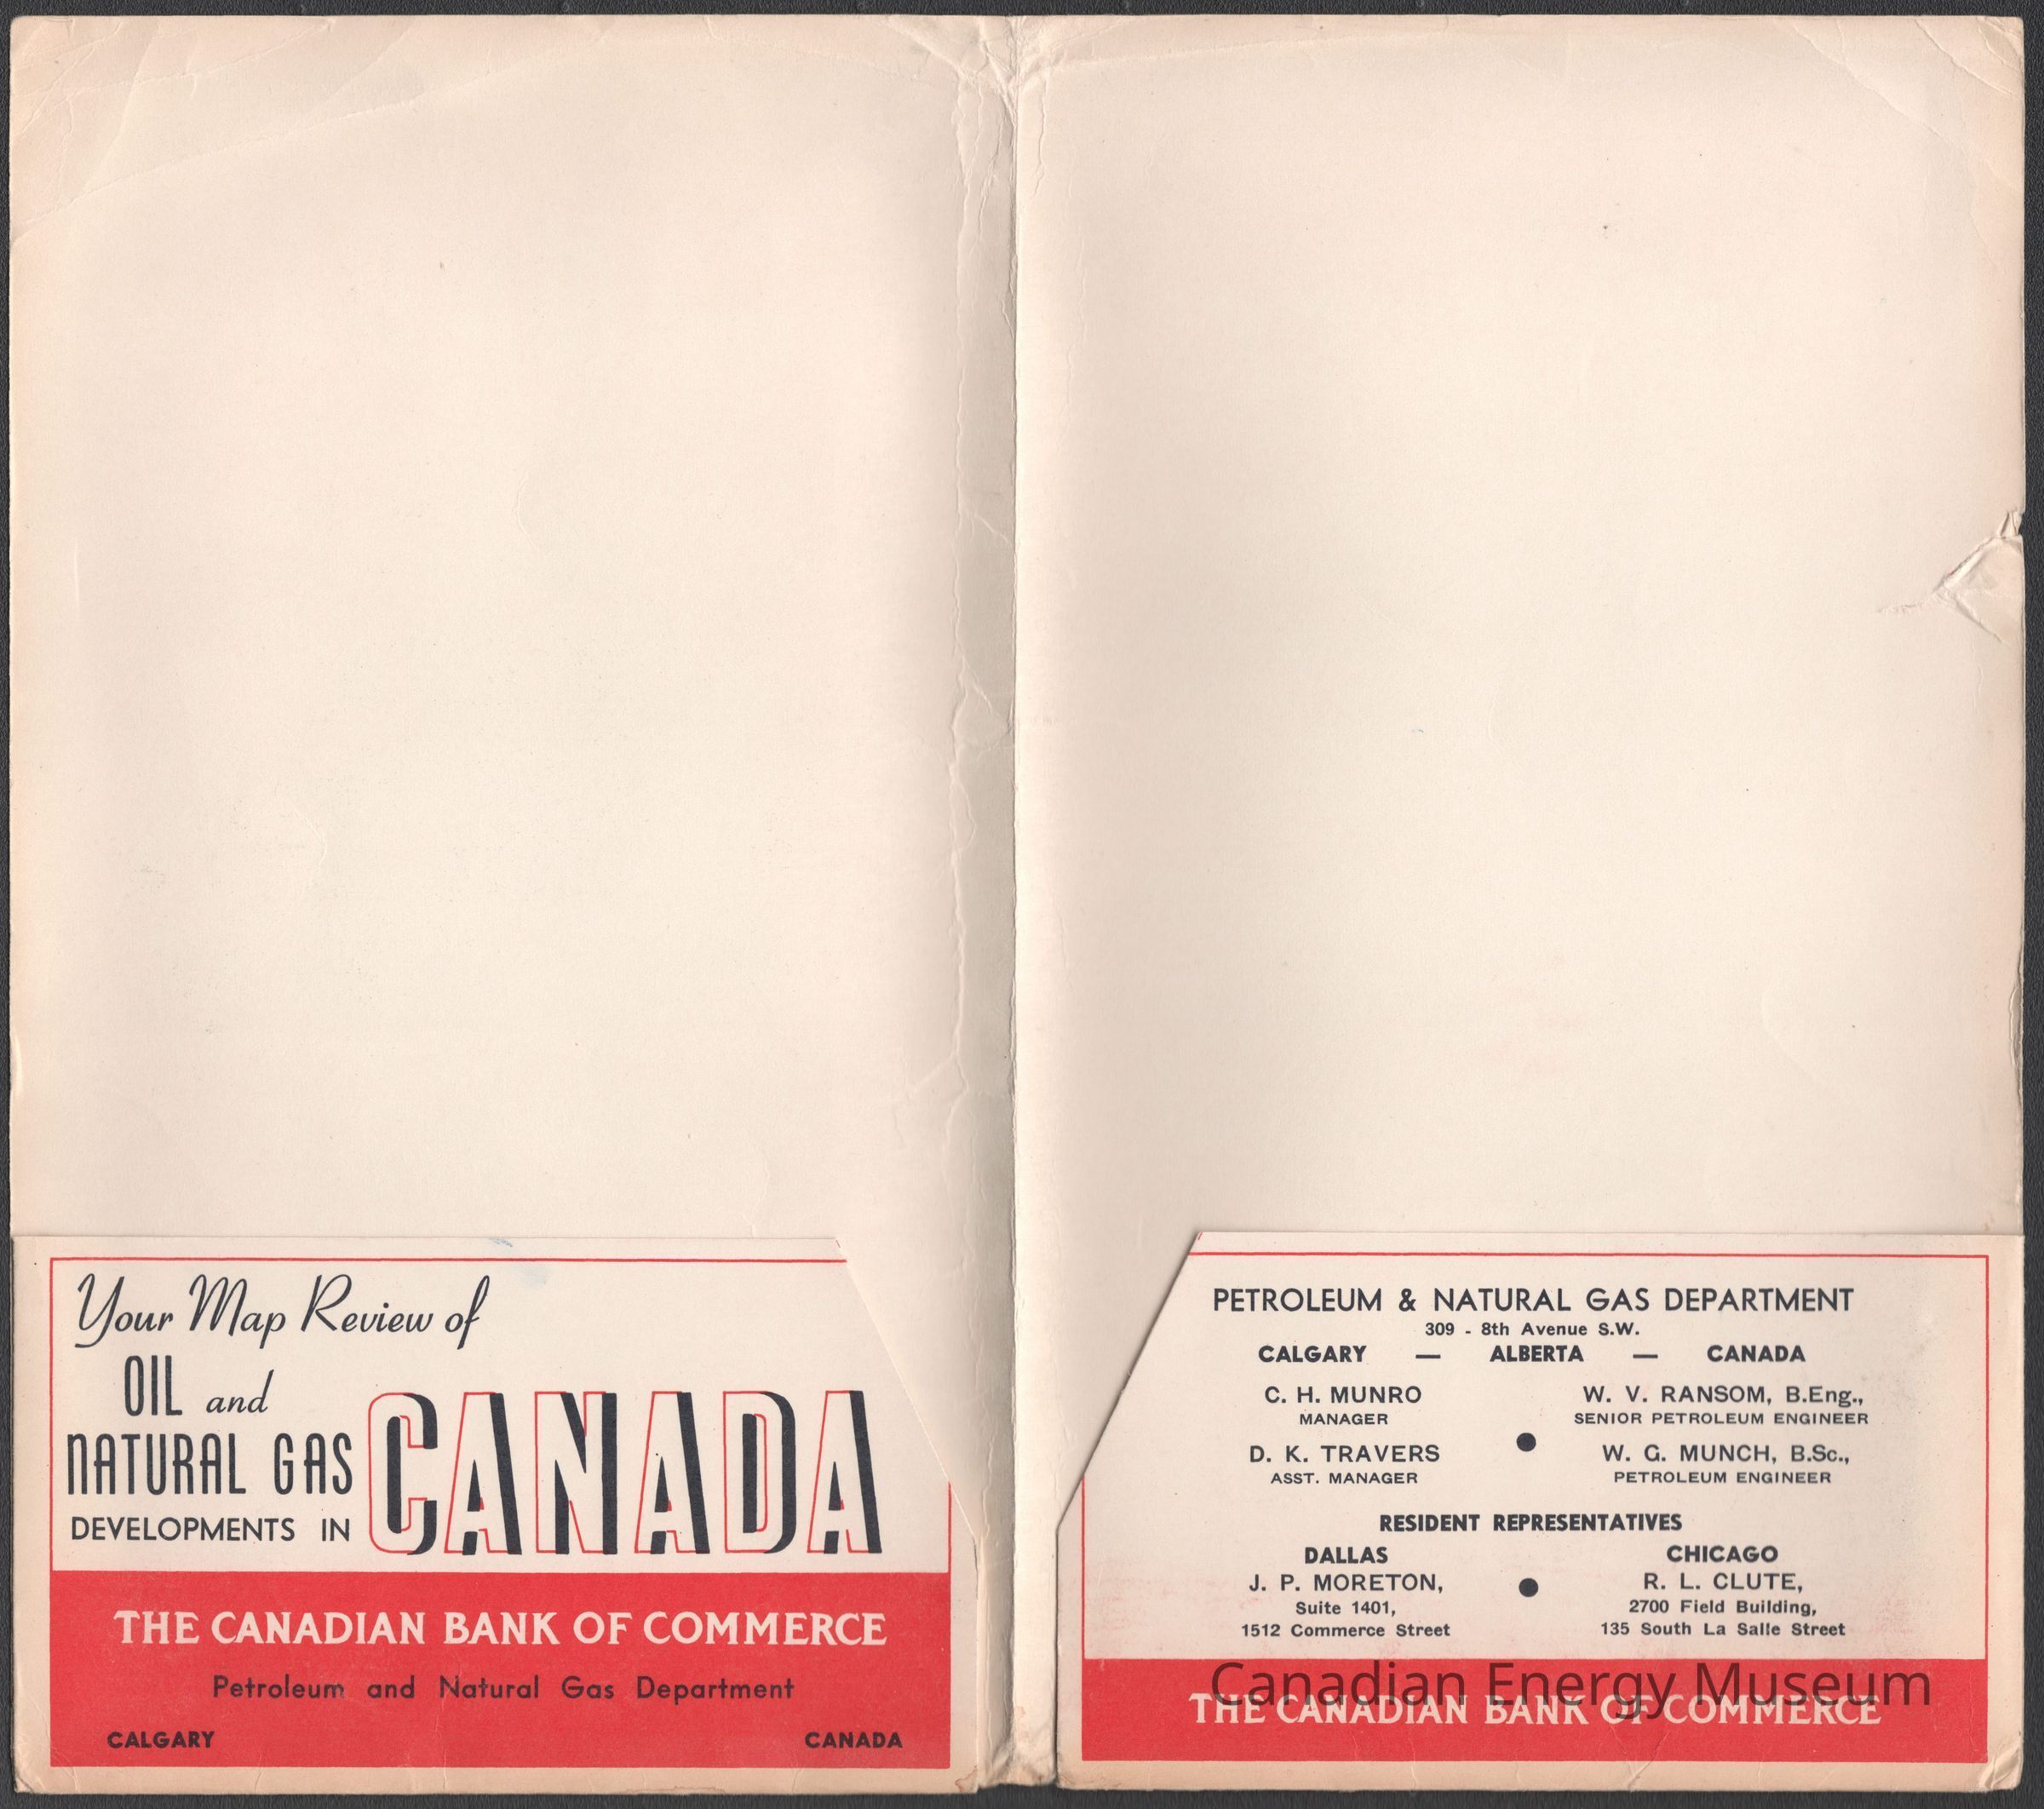 Your Map Review of
OIL and
NATURAL GAS
DEVELOPMENTS IN
CANADA
THE CANADIAN BANK OF COMMERCE
Petroleum and Natural Gas Department
CALGARY CANADA
PETROLEUM & NATURAL GAS DEPARTMENT
309 - 8th Avenue S.W.
CALGARY — ALBERTA — CANADA
C. H. MUNRO
MANAGER
D. K. TRAVERS
ASST. MANAGER
W. V. RANSOM, B.Eng.,
SENIOR PETROLEUM ENGINEER
W. G. MUNCH, B.Sc.,
PETROLEUM ENGINEER
RESIDENT REPRESENTATIVES
DALLAS
J. P. MORETON,
Suite 1401,
1512 Commerce Street
CHICAGO
R. L. CLUTE,
2700 Field Building,
135 South La Salle Street
Canadian Energy Museum
THE CANADIAN BANK OF COMMERCE